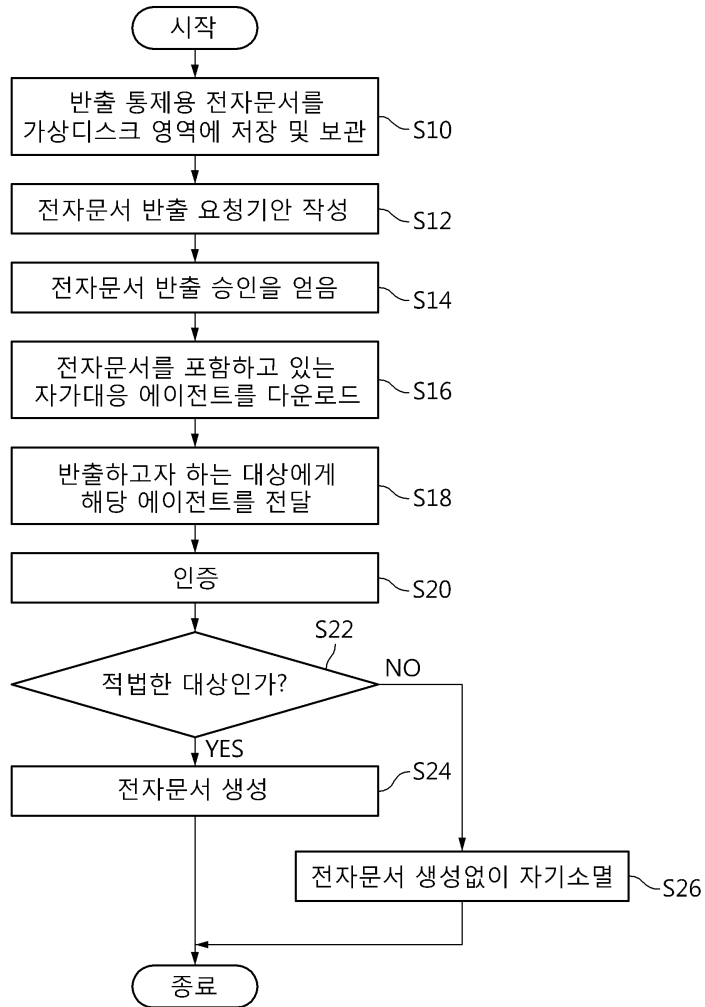 시작
반출 통제용 전자문서를
가상디스크 영역에 저장 및 보관
S10
전자문서 반출 요청기안 작성
S12
전자문서 반출 승인을 얻음
S14
전자문서를 포함하고 있는
자가대응 에이전트를 다운로드
S16
반출하고자 하는 대상에게
해당 에이전트를 전달
S18
인증
S20
S22
적법한 대상인가?
NO
YES
전자문서 생성
S24
전자문서 생성없이 자기소멸
S26
종료